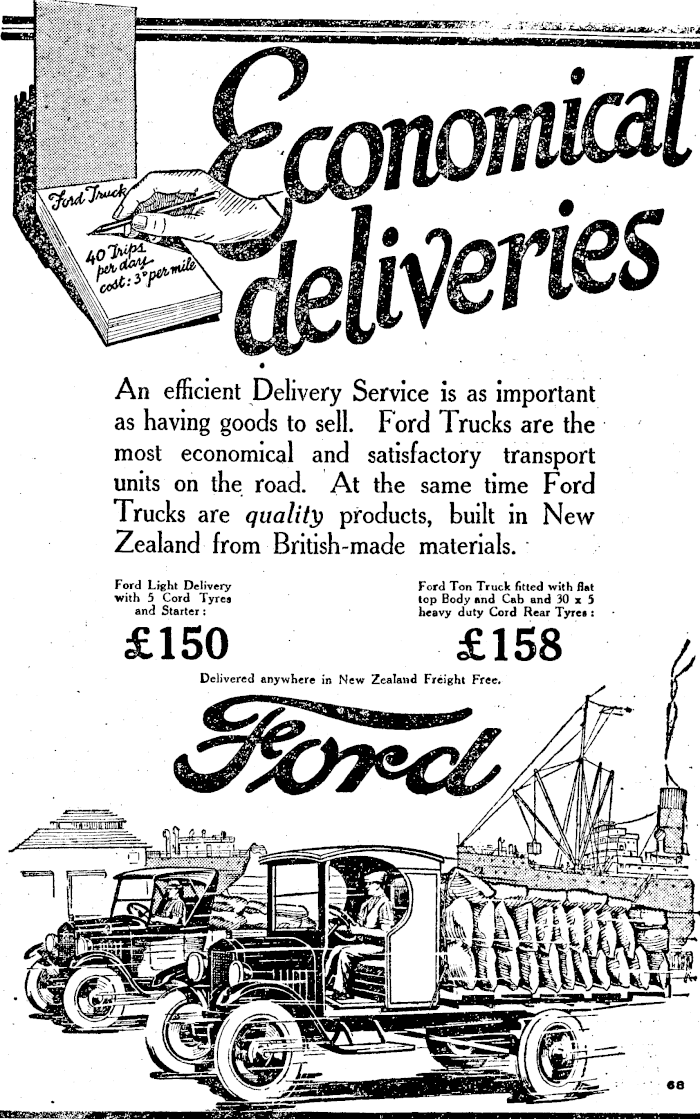 Economical
deliveries
Ford Truck
40 Trips
per day
cost: 3ᴰ per mile
An efficient Delivery Service is as important
as having goods to sell. Ford Trucks are the
most economical and satisfactory transport
units on the road. At the same time Ford
Trucks are quality products, built in New
Zealand from British-made materials.
Ford Light Delivery
with 5 Cord Tyres
and Starter:
£150
Ford Ton Truck fitted with flat
top Body and Cab and 30 x 5
heavy duty Cord Rear Tyres:
£158
Delivered anywhere in New Zealand Freight Free.
Ford
68